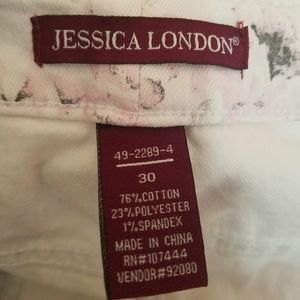 JESSICA LONDON®
49-2289-4
30
76%COTTON
23%POLYESTER
1%SPANDEX
MADE IN CHINA
RN#107444
VENDOR#92080